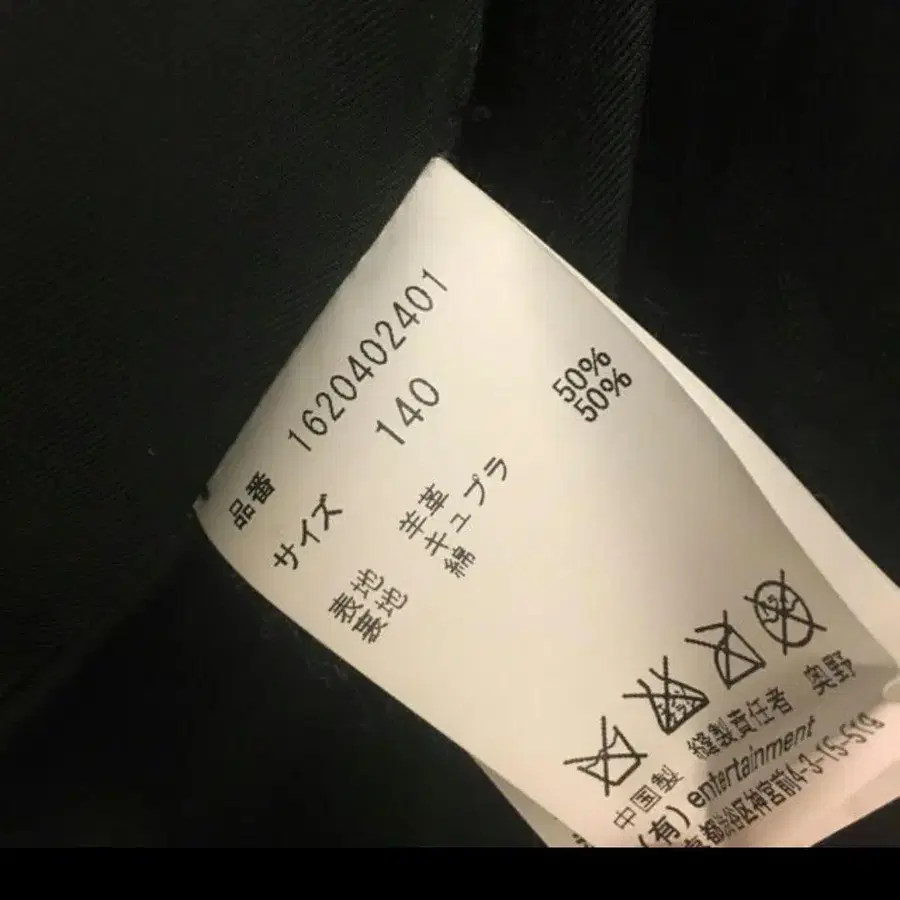 品番 1620402401
サイズ 140
表地 羊革
裏地 キュプラ 50%
綿 50%
中国製 縫製責任者 奥野
(有) entertainment
京都渋谷区神宮前4-3-15-519